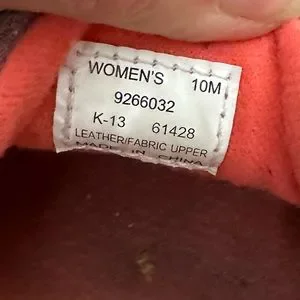 WOMEN'S 10M
9266032
K-13 61428
LEATHER/FABRIC UPPER
MADE IN CHINA